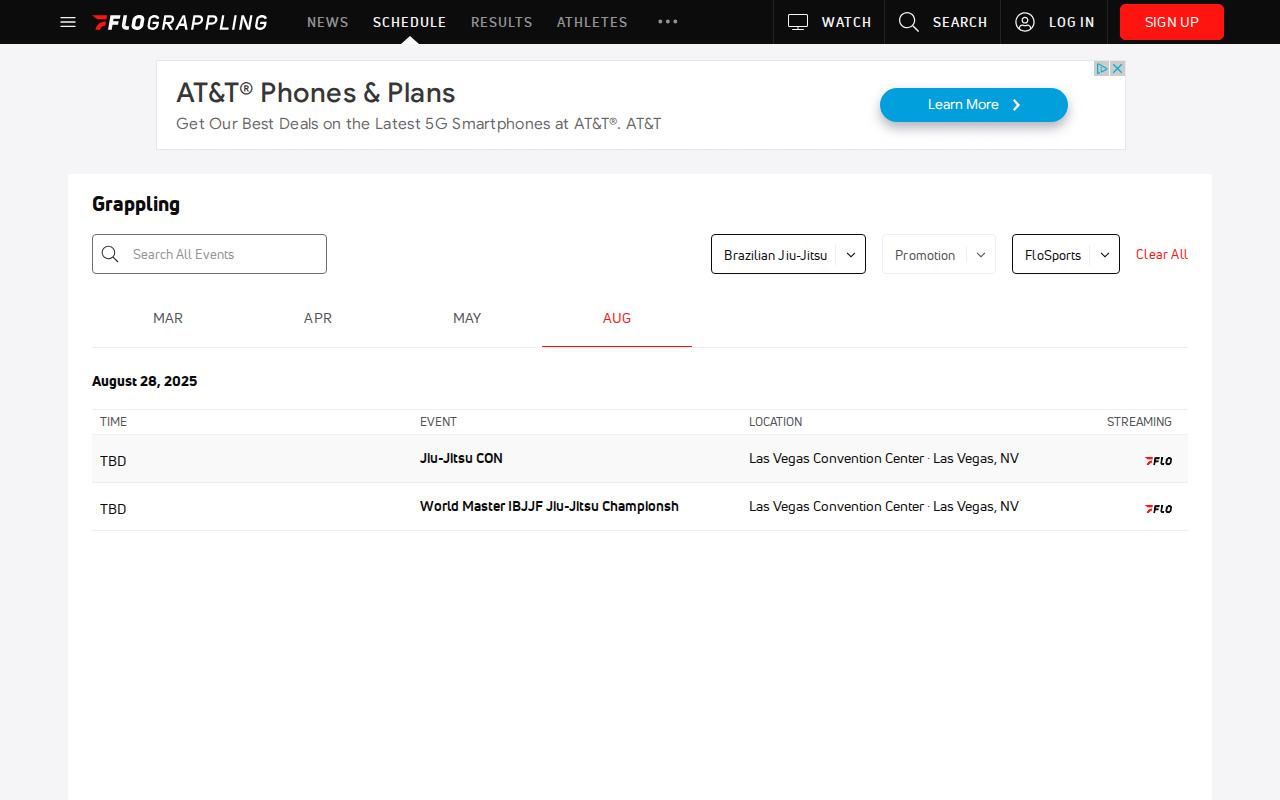 FLOGRAPPLING NEWS SCHEDULE RESULTS ATHLETES WATCH SEARCH LOG IN SIGN UP
AT&T® Phones & Plans
Get Our Best Deals on the Latest 5G Smartphones at AT&T®. AT&T
Learn More
Grappling
Search All Events Brazilian Jiu-Jitsu Promotion FloSports Clear All
MAR APR MAY AUG
August 28, 2025
TIME EVENT LOCATION STREAMING
TBD Jiu-Jitsu CON Las Vegas Convention Center · Las Vegas, NV FLO
TBD World Master IBJJF Jiu-Jitsu Championsh Las Vegas Convention Center · Las Vegas, NV FLO